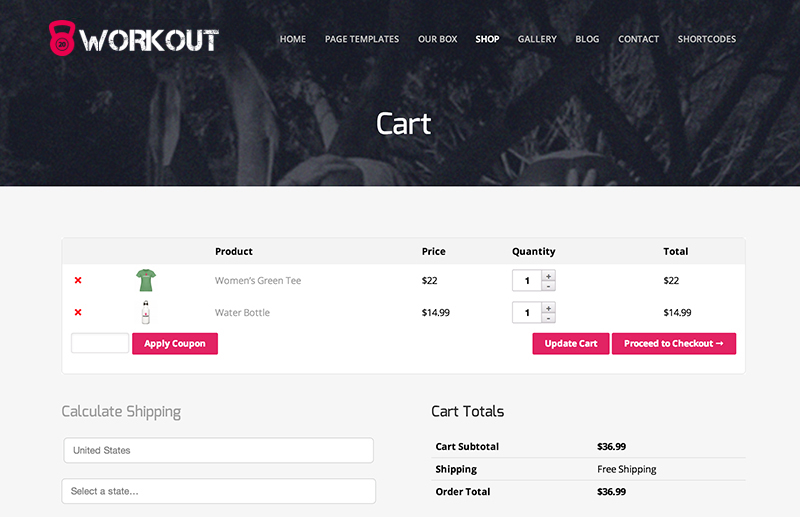 WORKOUT
HOME PAGE TEMPLATES OUR BOX SHOP GALLERY BLOG CONTACT SHORTCODES
Cart
Product Price Quantity Total
Women's Green Tee $22 1 + - $22
Water Bottle $14.99 1 + - $14.99
Apply Coupon Update Cart Proceed to Checkout →
Calculate Shipping
United States
Select a state...
Cart Totals
Cart Subtotal $36.99
Shipping Free Shipping
Order Total $36.99